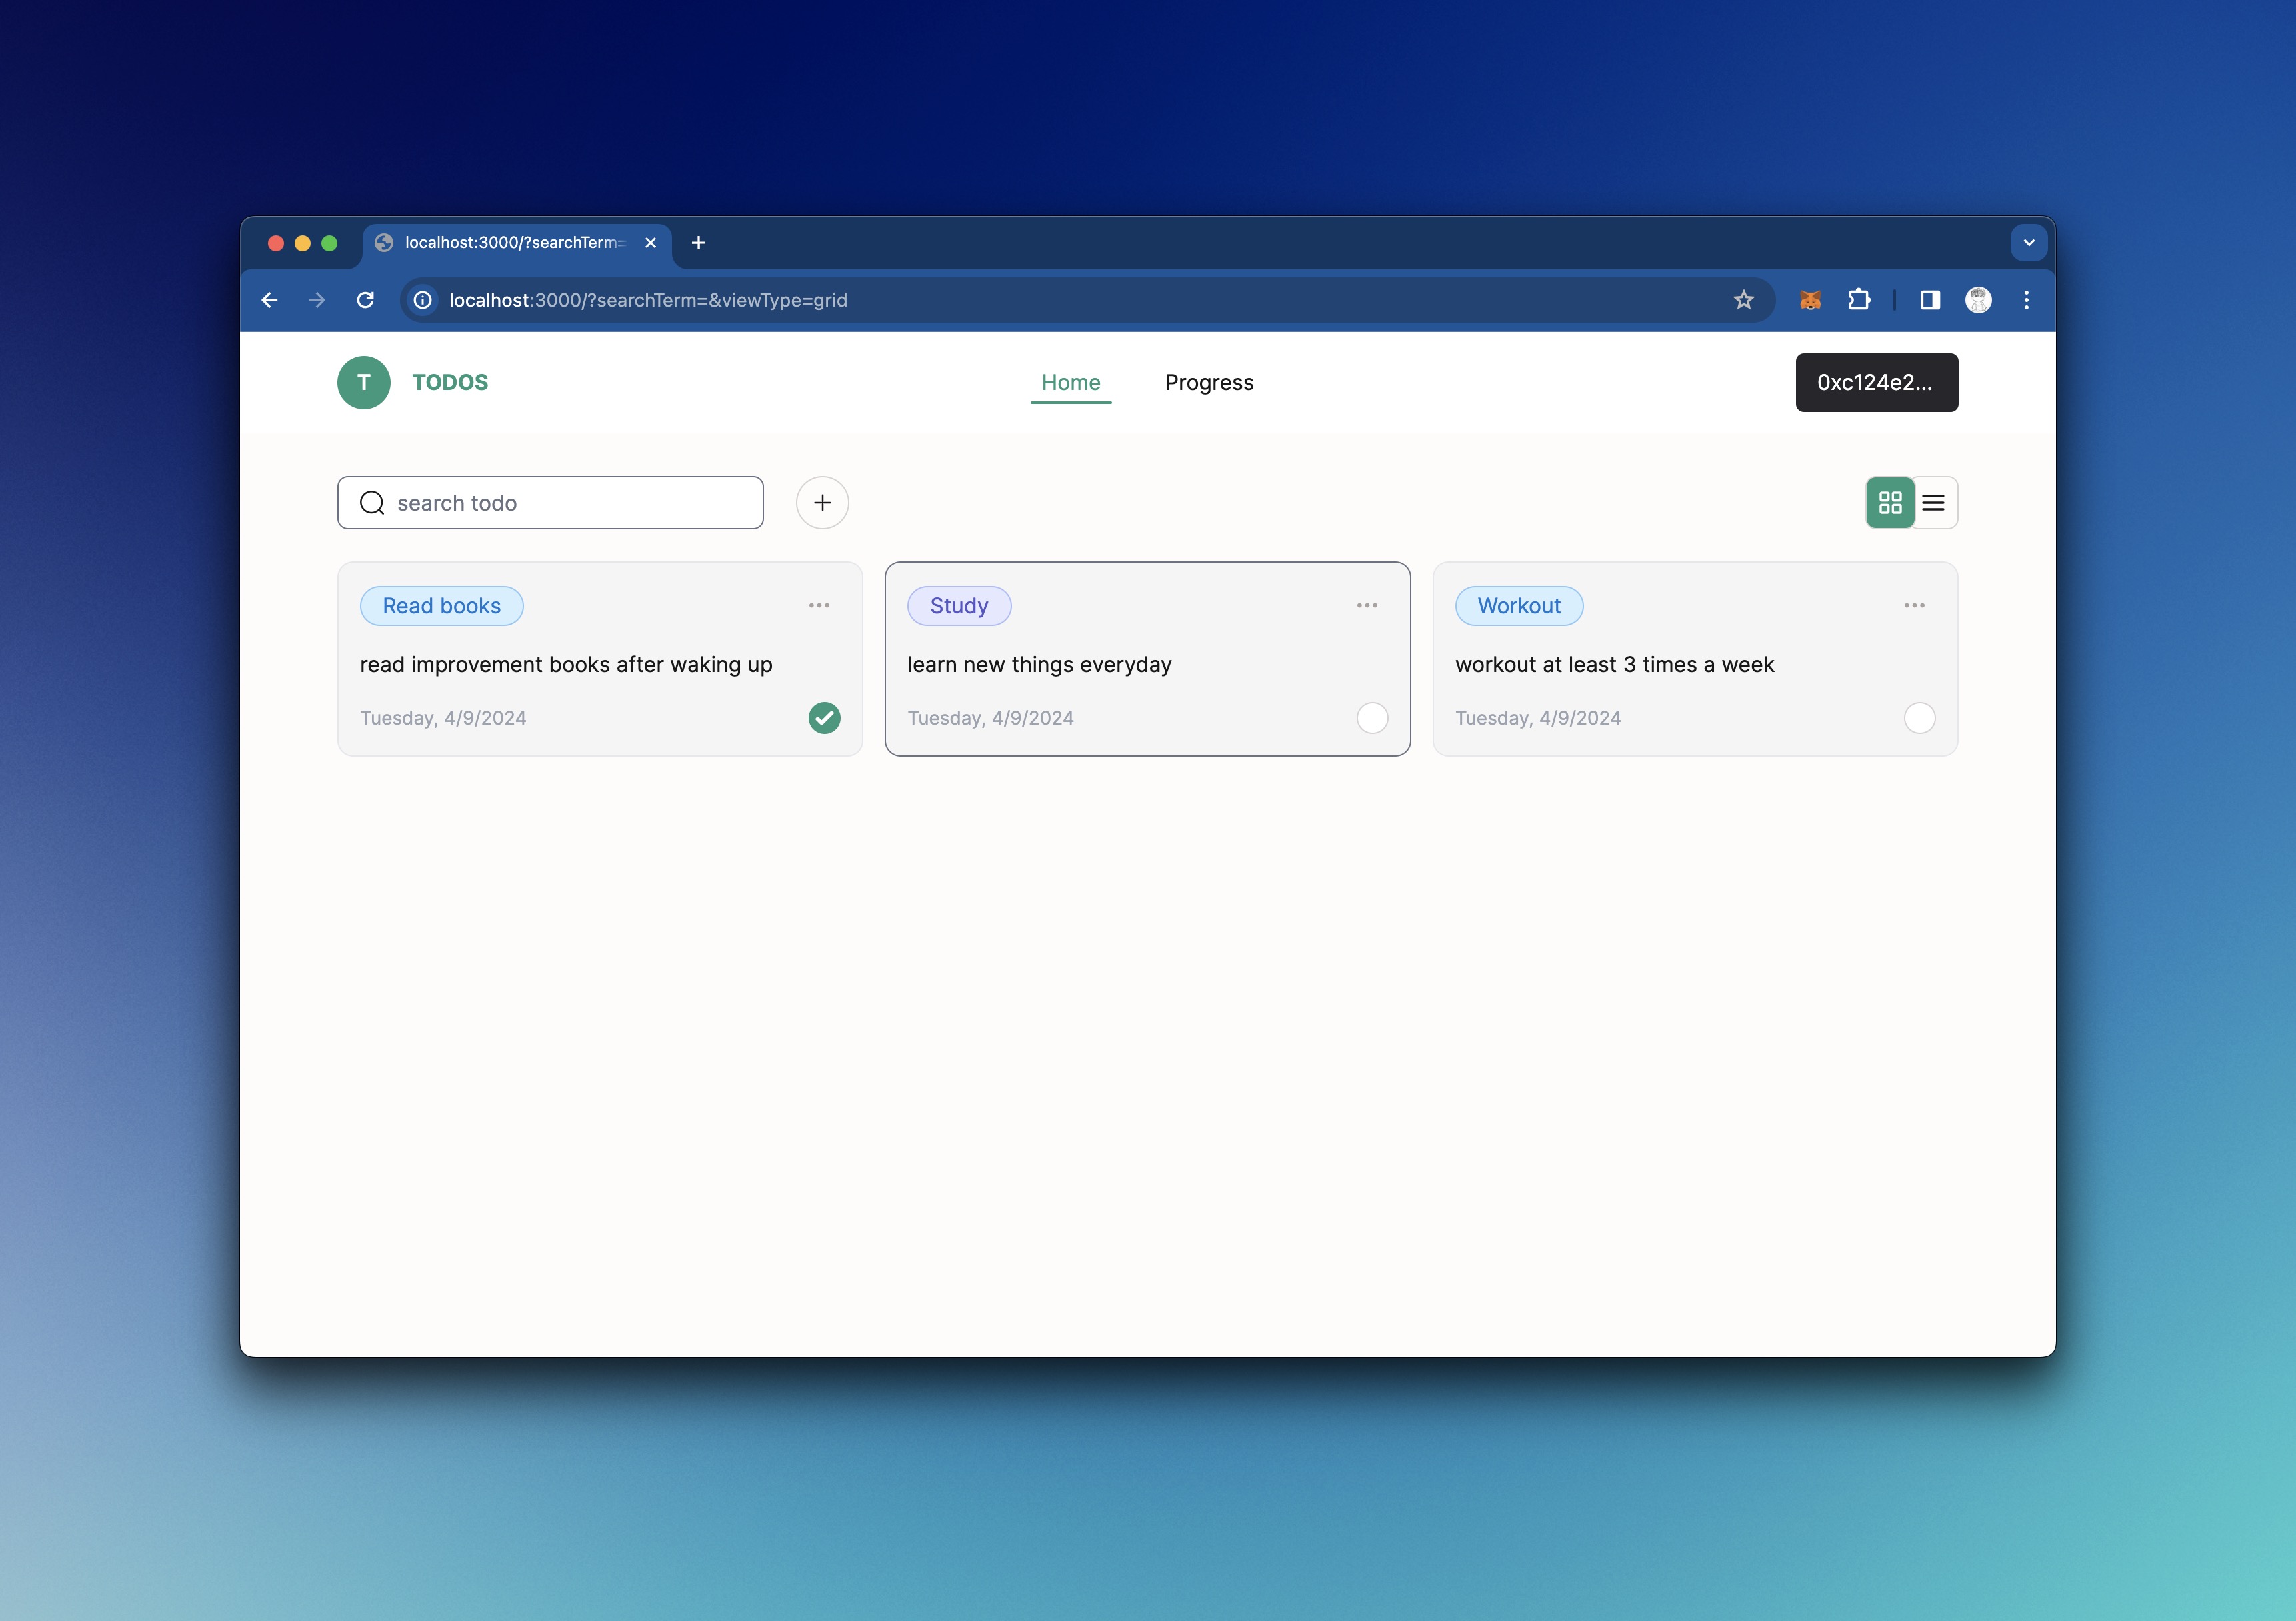 localhost:3000/?searchTerm=
localhost:3000/?searchTerm=&viewType=grid
T TODOS Home Progress 0xc124e2...
search todo
Read books
read improvement books after waking up
Tuesday, 4/9/2024
Study
learn new things everyday
Tuesday, 4/9/2024
Workout
workout at least 3 times a week
Tuesday, 4/9/2024